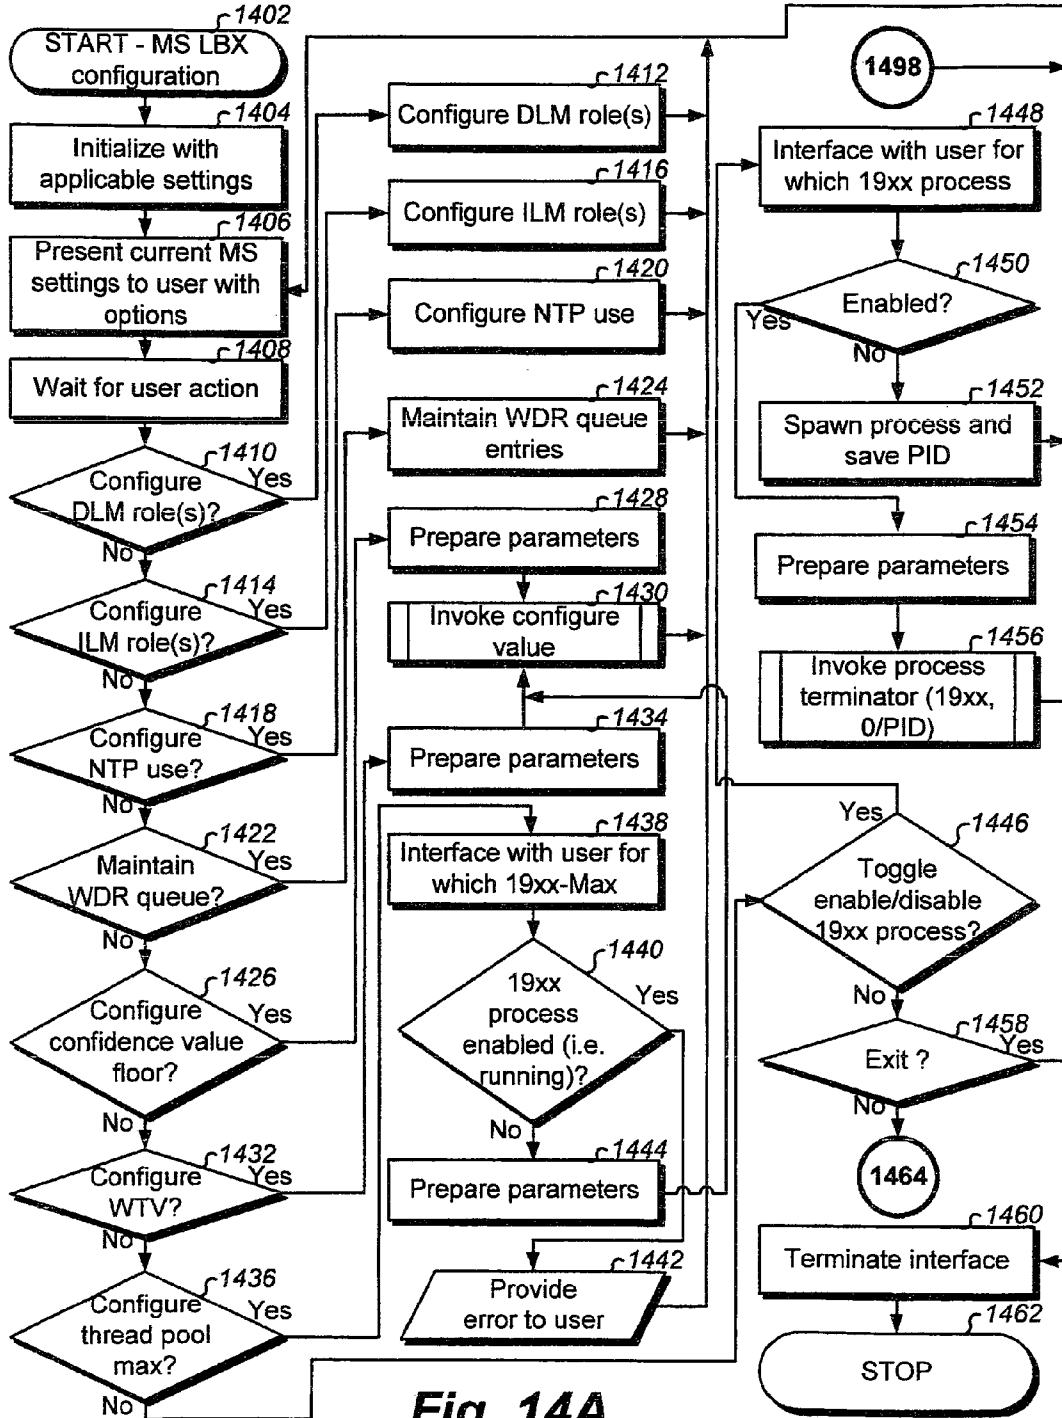 1402
START - MS LBX
configuration
1404
Initialize with
applicable settings
1406
Present current MS
settings to user with
options
1408
Wait for user action
1410
Configure
DLM role(s)?
Yes
No
1414
Configure
ILM role(s)?
Yes
No
1418
Configure
NTP use?
Yes
No
1422
Maintain
WDR queue?
Yes
No
1426
Configure
confidence value
floor?
Yes
No
1432
Configure
WTV?
Yes
No
1436
Configure
thread pool
max?
Yes
No
1412
Configure DLM role(s)
1416
Configure ILM role(s)
1420
Configure NTP use
1424
Maintain WDR queue
entries
1428
Prepare parameters
1430
Invoke configure
value
1434
Prepare parameters
1438
Interface with user for
which 19xx-Max
1440
19xx
process
enabled (i.e.
running)?
Yes
No
1444
Prepare parameters
1442
Provide
error to user
1498
1448
Interface with user for
which 19xx process
1450
Enabled?
Yes
No
1452
Spawn process and
save PID
1454
Prepare parameters
1456
Invoke process
terminator (19xx,
0/PID)
Yes
1446
Toggle
enable/disable
19xx process?
No
1458
Exit ?
Yes
No
1464
1460
Terminate interface
1462
STOP
Fig. 14A